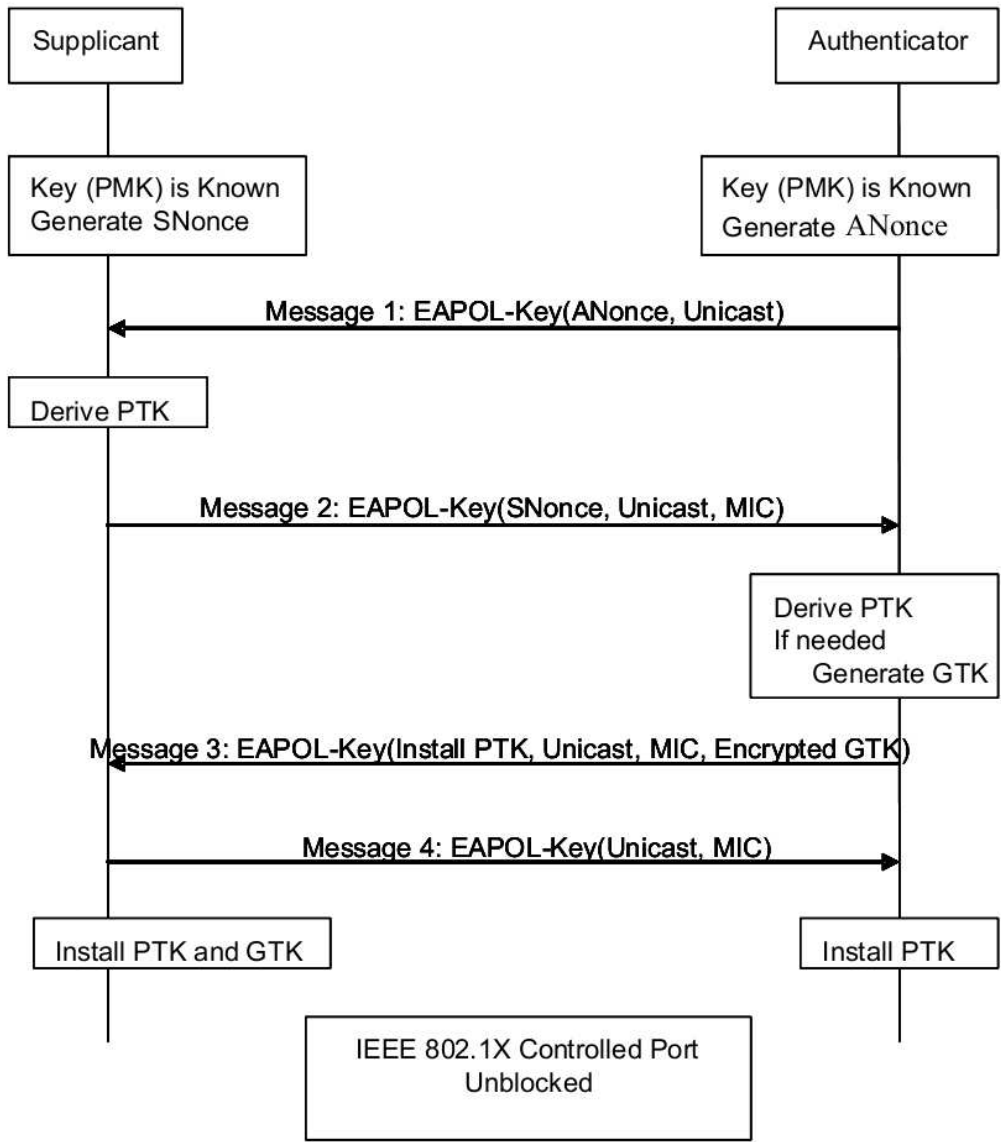 Supplicant
Authenticator
Key (PMK) is Known
Generate SNonce
Key (PMK) is Known
Generate ANonce
Message 1: EAPOL-Key(ANonce, Unicast)
Derive PTK
Message 2: EAPOL-Key(SNonce, Unicast, MIC)
Derive PTK
If needed
Generate GTK
Message 3: EAPOL-Key(Install PTK, Unicast, MIC, Encrypted GTK)
Message 4: EAPOL-Key(Unicast, MIC)
Install PTK and GTK
Install PTK
IEEE 802.1X Controlled Port
Unblocked